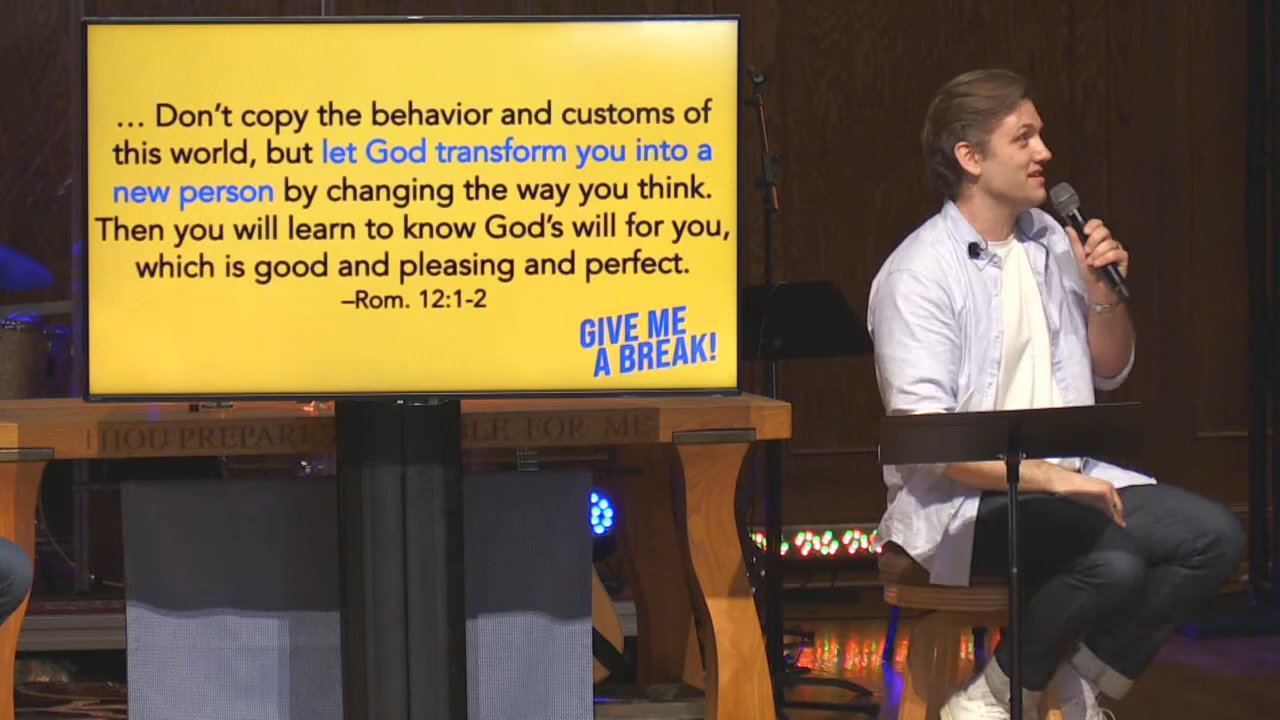 ... Don't copy the behavior and customs of
this world, but let God transform you into a
new person by changing the way you think.
Then you will learn to know God's will for you,
which is good and pleasing and perfect.
–Rom. 12:1-2
GIVE ME
A BREAK!
THOU PREPARE FOR ME